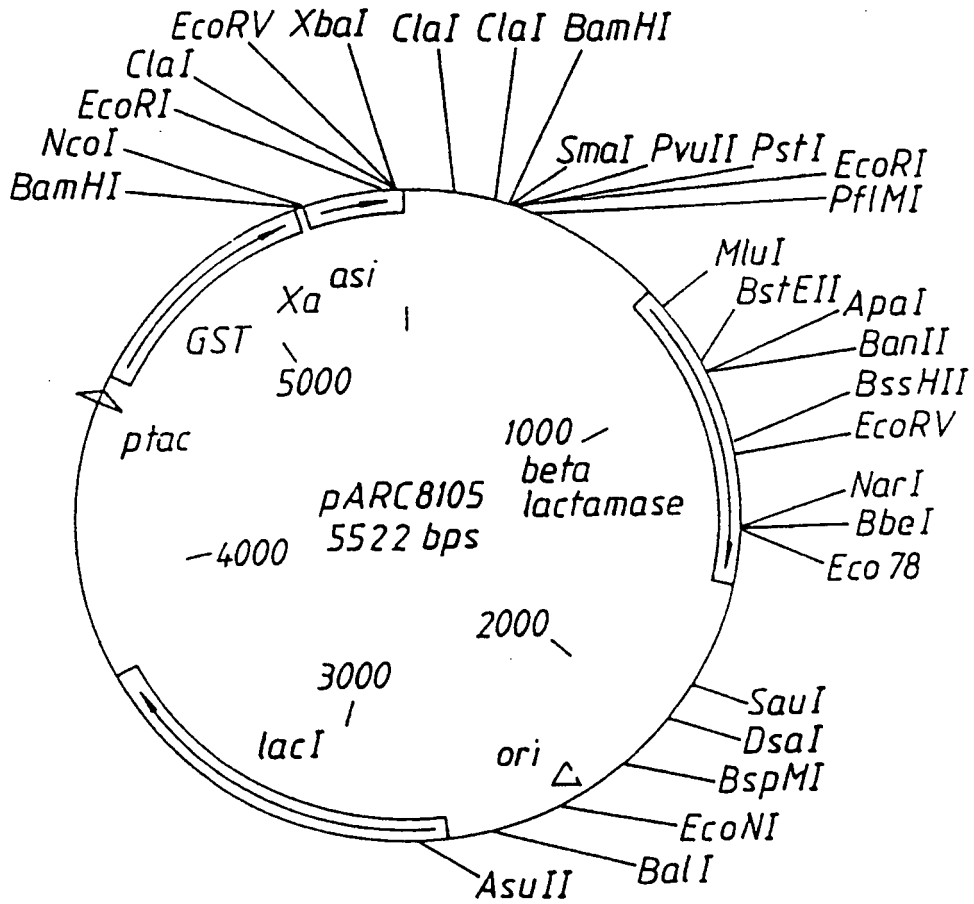 EcoRV XbaI ClaI ClaI BamHI
ClaI
EcoRI
NcoI
BamHI
SmaI PvuII PstI EcoRI
PflMI
MluI
BstEII ApaI
BanII
BssHII
EcoRV
NarI
BbeI
Eco 78
SauI
DsaI
BspMI
EcoNI
BalI
AsuII
Xa asi
GST
5000
ptac
1000
beta
lactamase
pARC8105
5522 bps
4000
2000
3000
lacI
ori